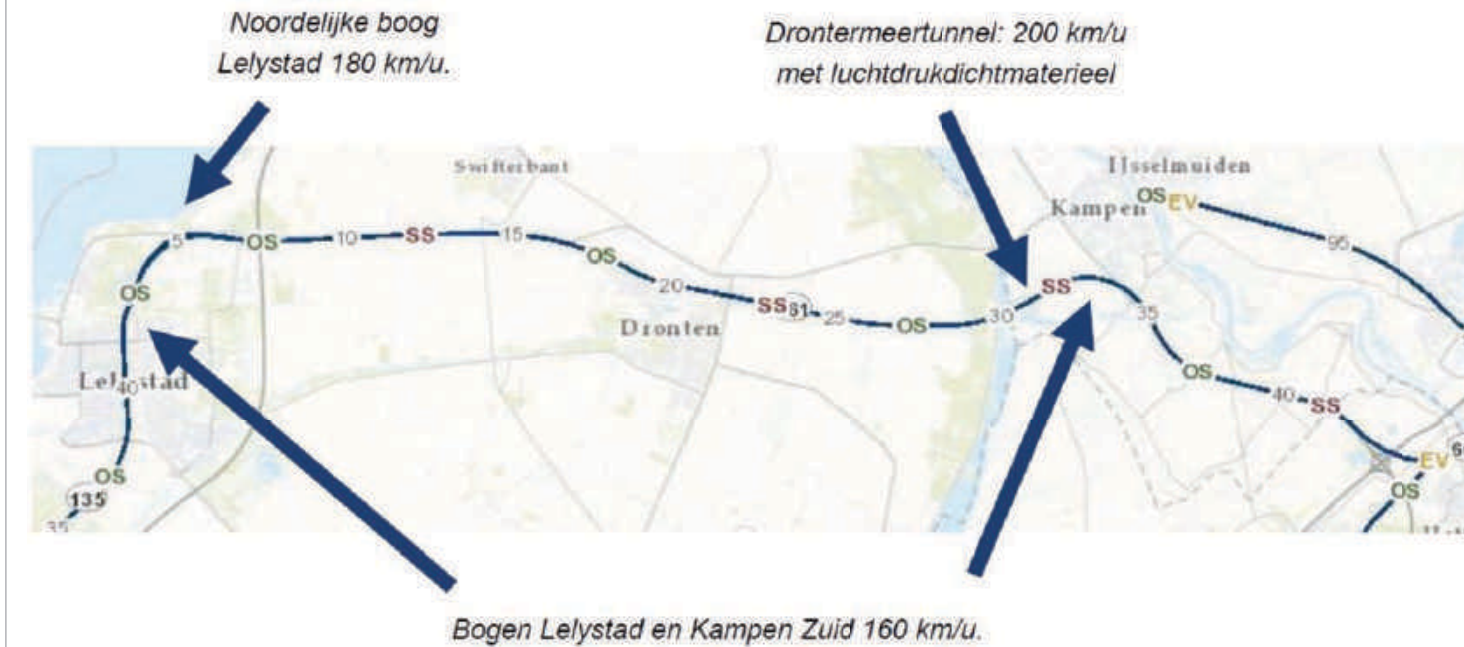 Noordelijke boog
Lelystad 180 km/u.
Drontermeertunnel: 200 km/u
met luchtdrukdichtmaterieel
Swifterbant
IJsselmuiden
OS EV
Kampen
5
OS
10
SS
15
OS
95
OS
20
SS
SS
31
25
OS
30
35
Dronten
Lelystad
40
OS
40
SS
EV
OS
135
35
OS
Bogen Lelystad en Kampen Zuid 160 km/u.